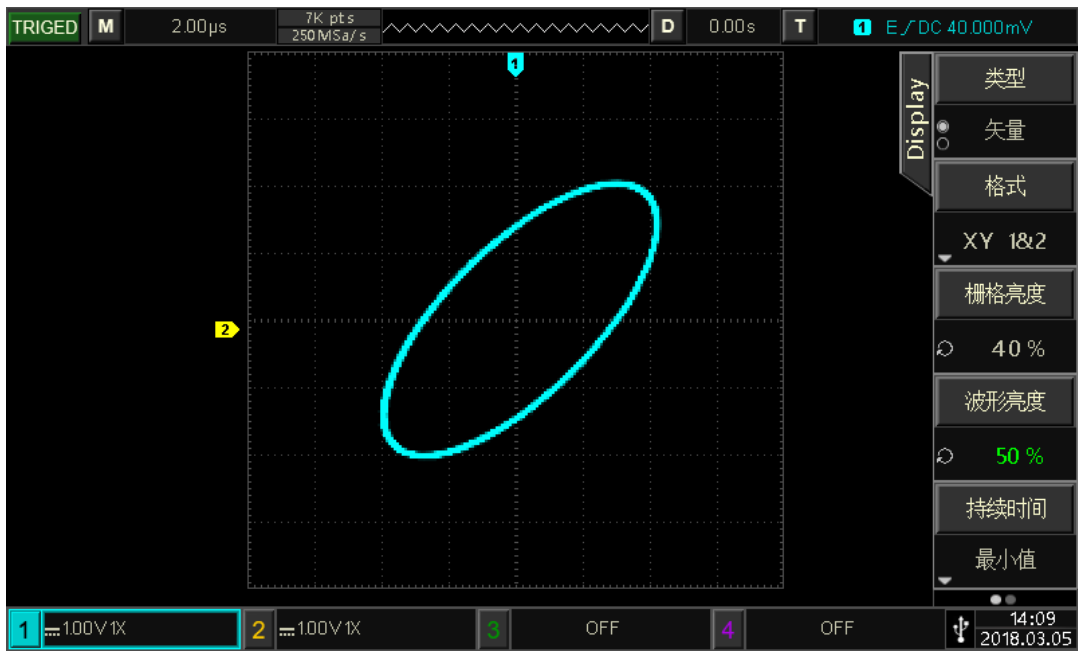 TRIGED M 2.00μs 7K pts D 0.00s T 1 E DC 40.000mV
250MSa/s
1
类型
Display
矢量
格式
XY 1&2
栅格亮度
2
40 %
波形亮度
50 %
持续时间
最小值
1 1.00V 1X 2 1.00V 1X 3 OFF 4 OFF 14:09
2018.03.05